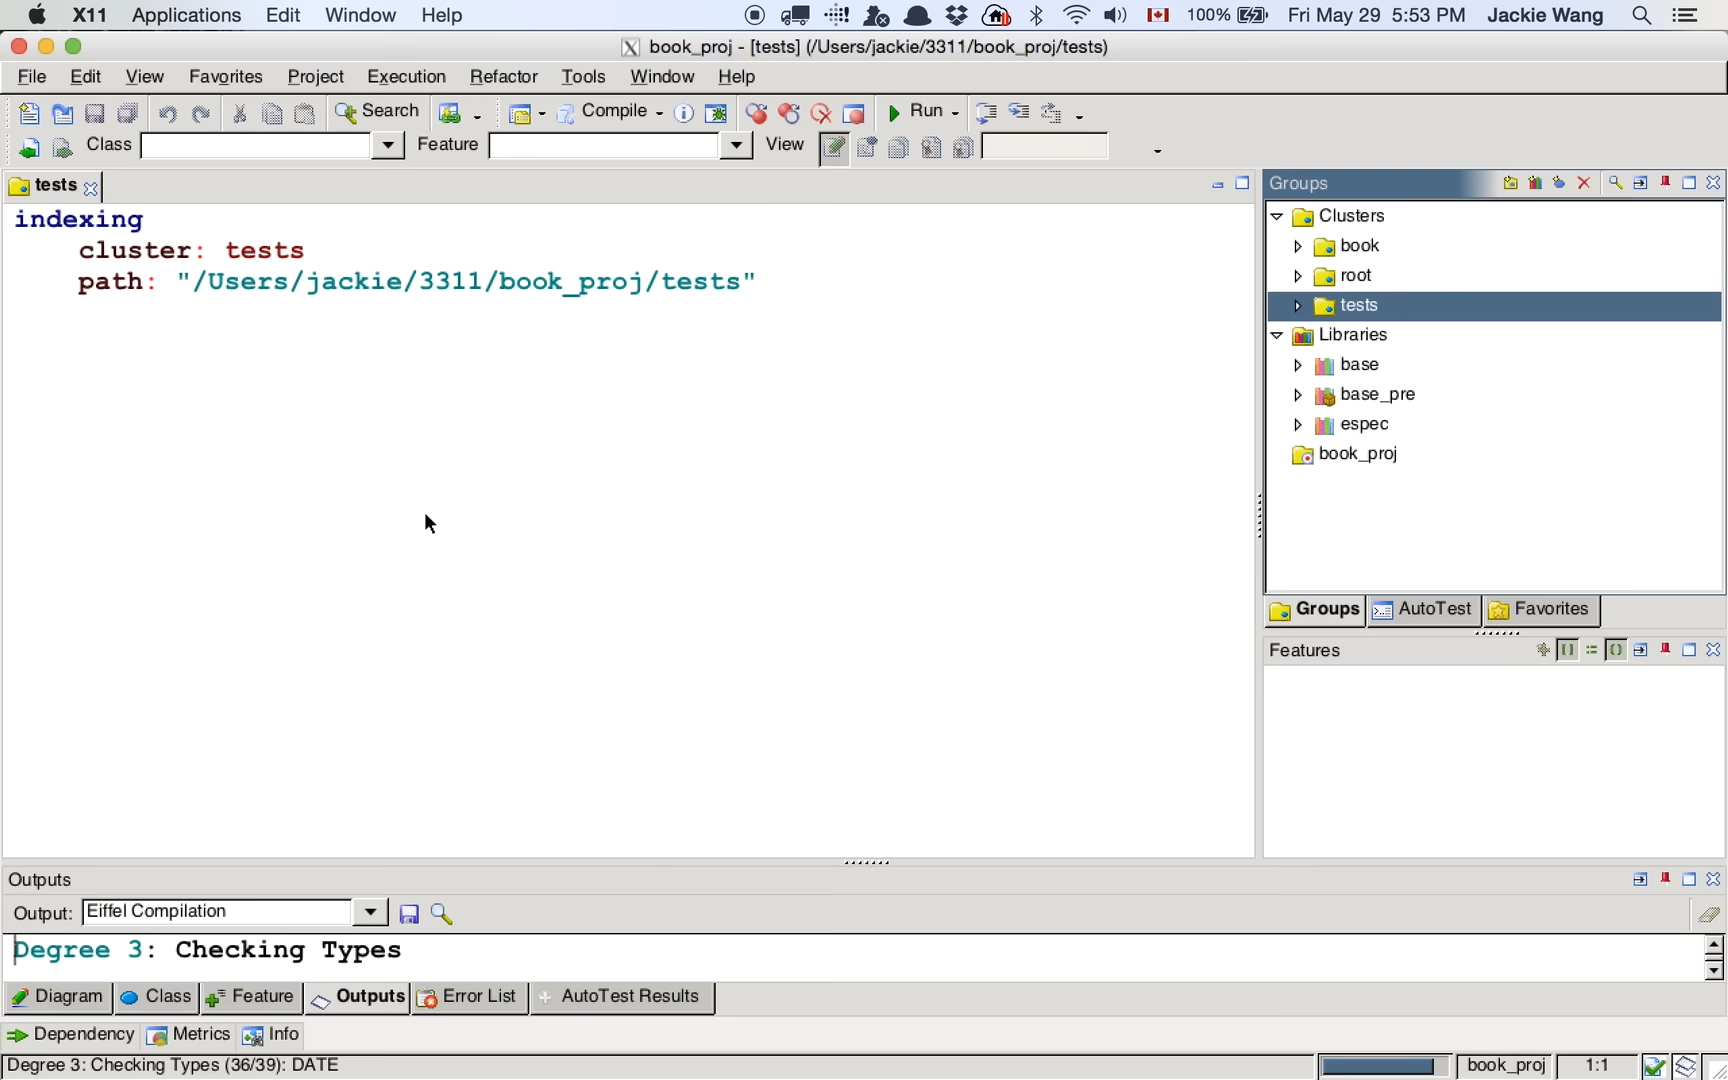 X11 Applications Edit Window Help 100% Fri May 29 5:53 PM Jackie Wang
book_proj - [tests] (/Users/jackie/3311/book_proj/tests)
File Edit View Favorites Project Execution Refactor Tools Window Help
Search Compile Run
Class Feature View
tests
indexing
cluster: tests
path: "/Users/jackie/3311/book_proj/tests"
Groups
Clusters
book
root
tests
Libraries
base
base_pre
espec
book_proj
Groups AutoTest Favorites
Features
Outputs
Output: Eiffel Compilation
Degree 3: Checking Types
Diagram Class Feature Outputs Error List AutoTest Results
Dependency Metrics Info
Degree 3: Checking Types (36/39): DATE book_proj 1:1